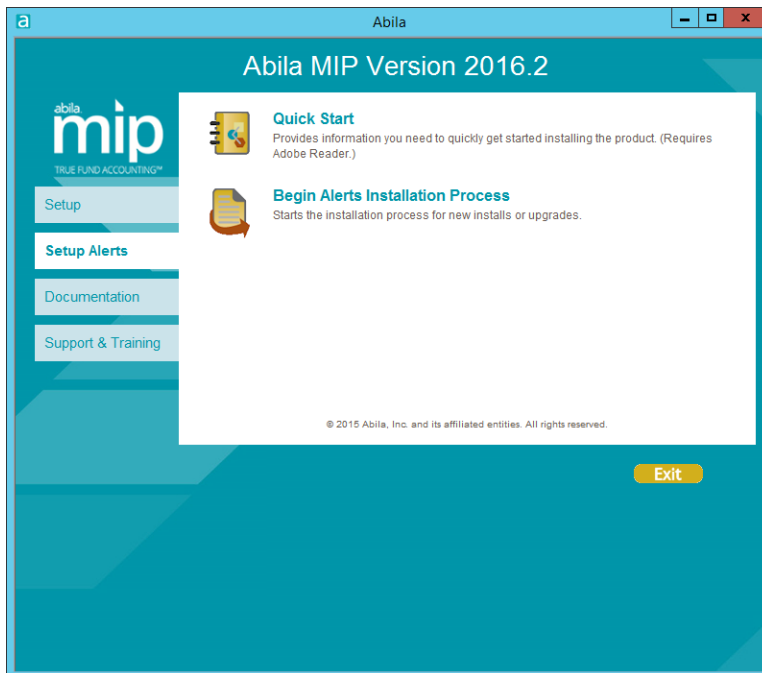 a
Abila
x
Abila MIP Version 2016.2
abila
mip
TRUE FUND ACCOUNTING™
Setup
Setup Alerts
Documentation
Support & Training
Quick Start
Provides information you need to quickly get started installing the product. (Requires
Adobe Reader.)
Begin Alerts Installation Process
Starts the installation process for new installs or upgrades.
© 2015 Abila, Inc. and its affiliated entities. All rights reserved.
Exit